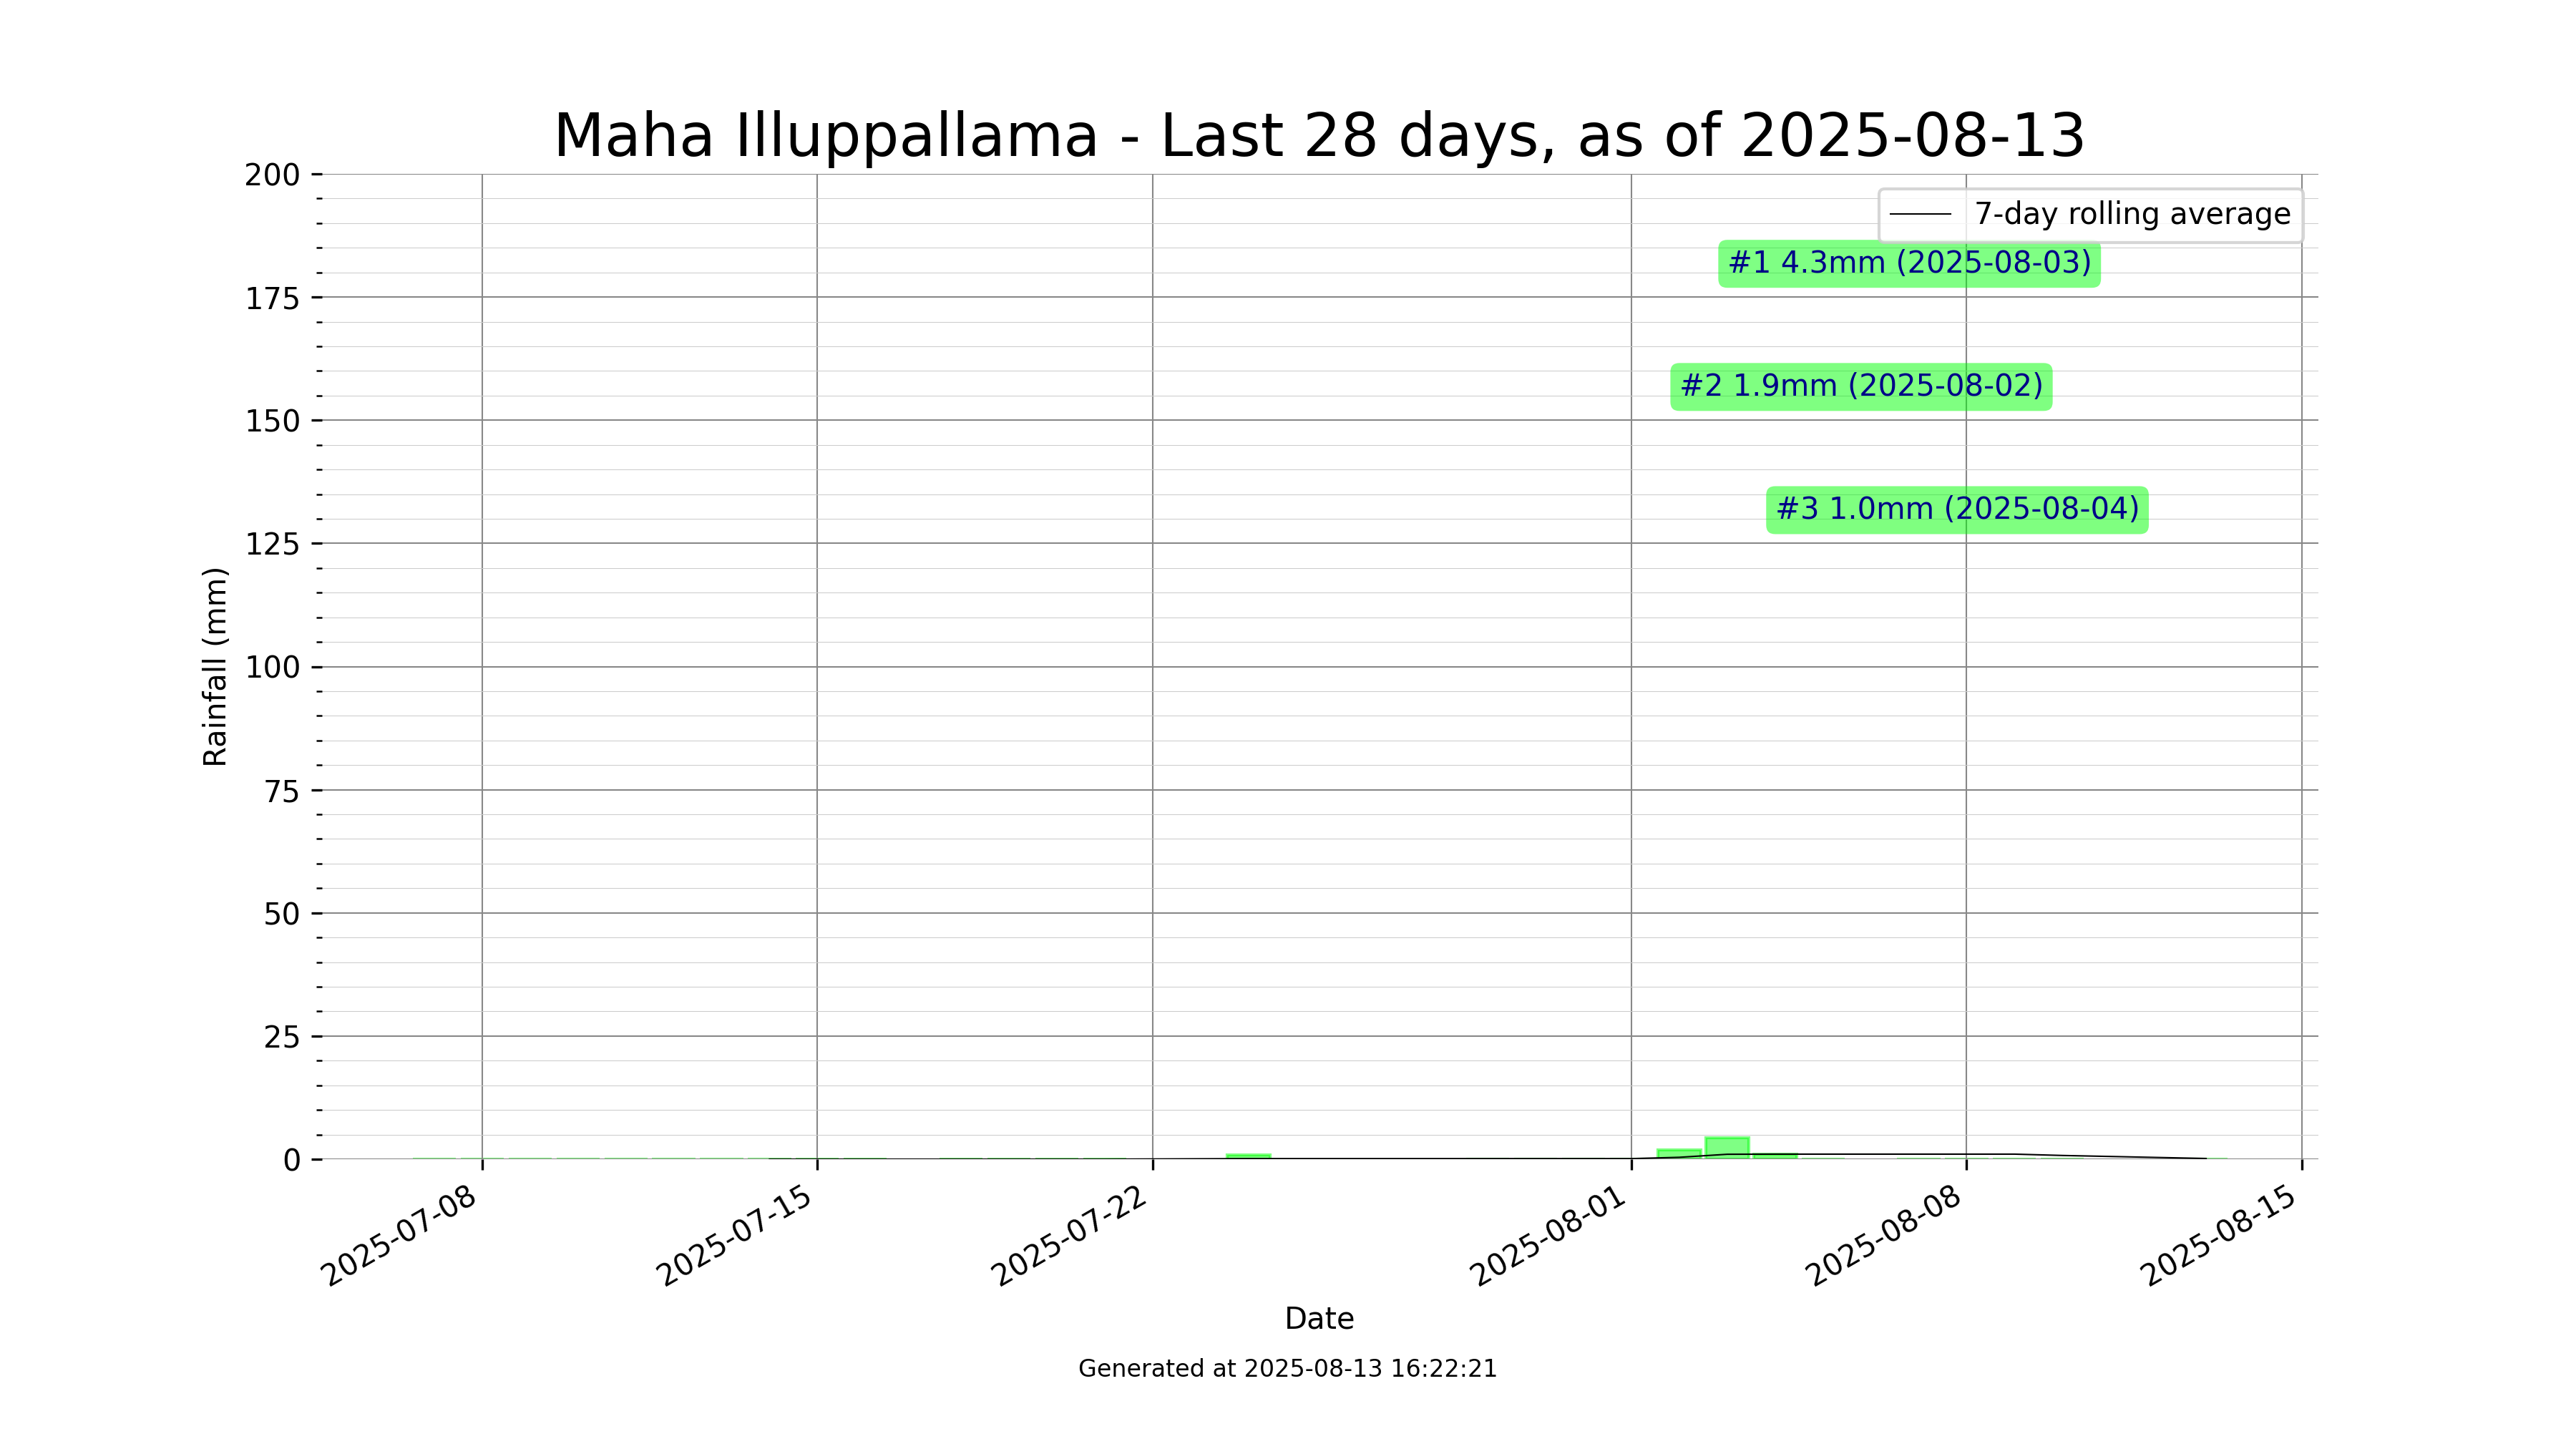 Maha Illuppallama - Last 28 days, as of 2025-08-13
200
175
150
125
100
75
50
25
0
Rainfall (mm)
7-day rolling average
#1 4.3mm (2025-08-03)
#2 1.9mm (2025-08-02)
#3 1.0mm (2025-08-04)
2025-07-08
2025-07-15
2025-07-22
2025-08-01
2025-08-08
2025-08-15
Date
Generated at 2025-08-13 16:22:21